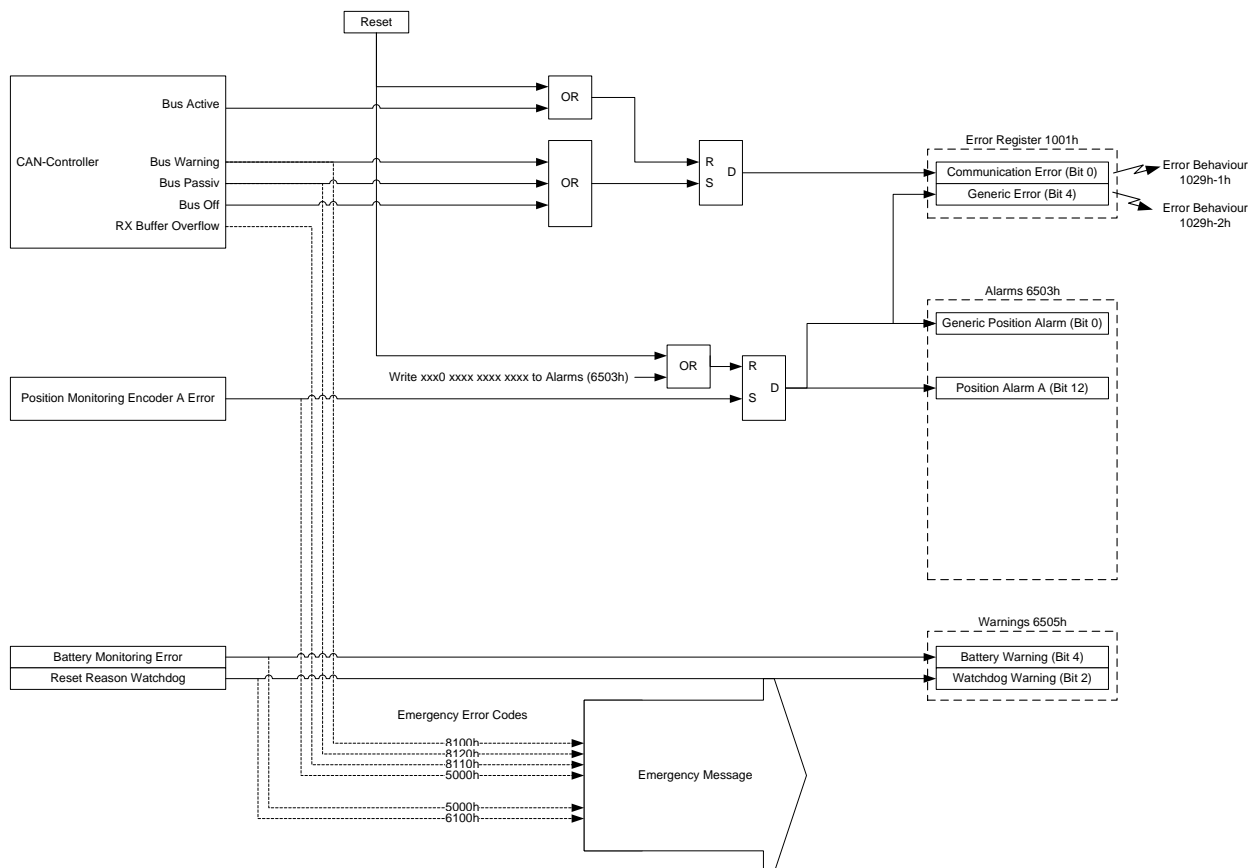 Reset
Bus Active
OR
Error Register 1001h
CAN-Controller
Bus Warning
R
D
S
Communication Error (Bit 0)
Error Behaviour
1029h-1h
Bus Passiv
OR
Generic Error (Bit 4)
Bus Off
Error Behaviour
1029h-2h
RX Buffer Overflow
Alarms 6503h
Generic Position Alarm (Bit 0)
OR
R
D
S
Write xxx0 xxxx xxxx xxxx to Alarms (6503h)
Position Alarm A (Bit 12)
Position Monitoring Encoder A Error
Warnings 6505h
Battery Monitoring Error
Battery Warning (Bit 4)
Reset Reason Watchdog
Watchdog Warning (Bit 2)
Emergency Error Codes
8100h
8120h
8110h
5000h
Emergency Message
5000h
6100h